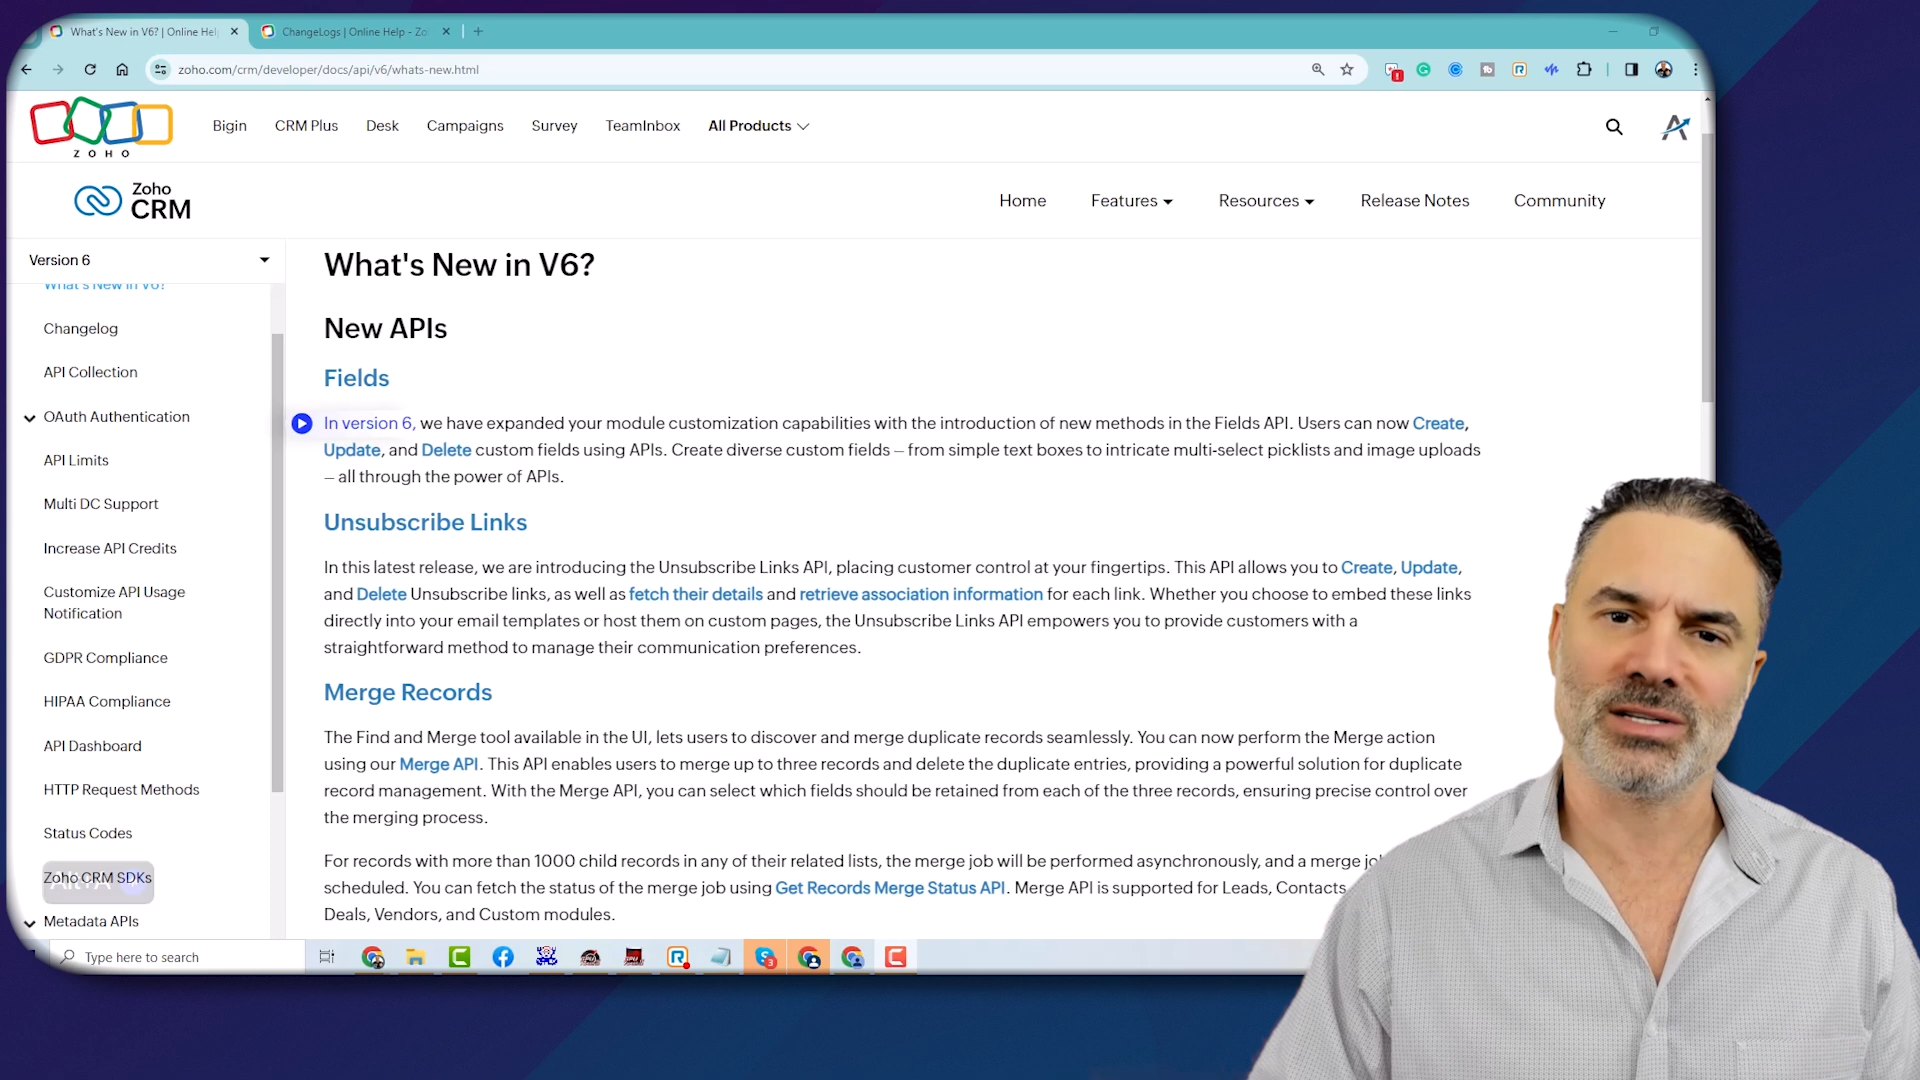 What's New in V6? | Online Hel
ChangeLogs | Online Help - Zo
zoho.com/crm/developer/docs/api/v6/whats-new.html
ZOHO
Bigin
CRM Plus
Desk
Campaigns
Survey
TeamInbox
All Products
Zoho
CRM
Home
Features
Resources
Release Notes
Community
Version 6
What's New in V6?
Changelog
API Collection
OAuth Authentication
API Limits
Multi DC Support
Increase API Credits
Customize API Usage
Notification
GDPR Compliance
HIPAA Compliance
API Dashboard
HTTP Request Methods
Status Codes
Zoho CRM SDKs
Metadata APIs
What's New in V6?
New APIs
Fields
In version 6, we have expanded your module customization capabilities with the introduction of new methods in the Fields API. Users can now Create,
Update, and Delete custom fields using APIs. Create diverse custom fields – from simple text boxes to intricate multi-select picklists and image uploads
– all through the power of APIs.
Unsubscribe Links
In this latest release, we are introducing the Unsubscribe Links API, placing customer control at your fingertips. This API allows you to Create, Update,
and Delete Unsubscribe links, as well as fetch their details and retrieve association information for each link. Whether you choose to embed these links
directly into your email templates or host them on custom pages, the Unsubscribe Links API empowers you to provide customers with a
straightforward method to manage their communication preferences.
Merge Records
The Find and Merge tool available in the UI, lets users to discover and merge duplicate records seamlessly. You can now perform the Merge action
using our Merge API. This API enables users to merge up to three records and delete the duplicate entries, providing a powerful solution for duplicate
record management. With the Merge API, you can select which fields should be retained from each of the three records, ensuring precise control over
the merging process.
For records with more than 1000 child records in any of their related lists, the merge job will be performed asynchronously, and a merge jo
scheduled. You can fetch the status of the merge job using Get Records Merge Status API. Merge API is supported for Leads, Contacts,
Deals, Vendors, and Custom modules.
Type here to search